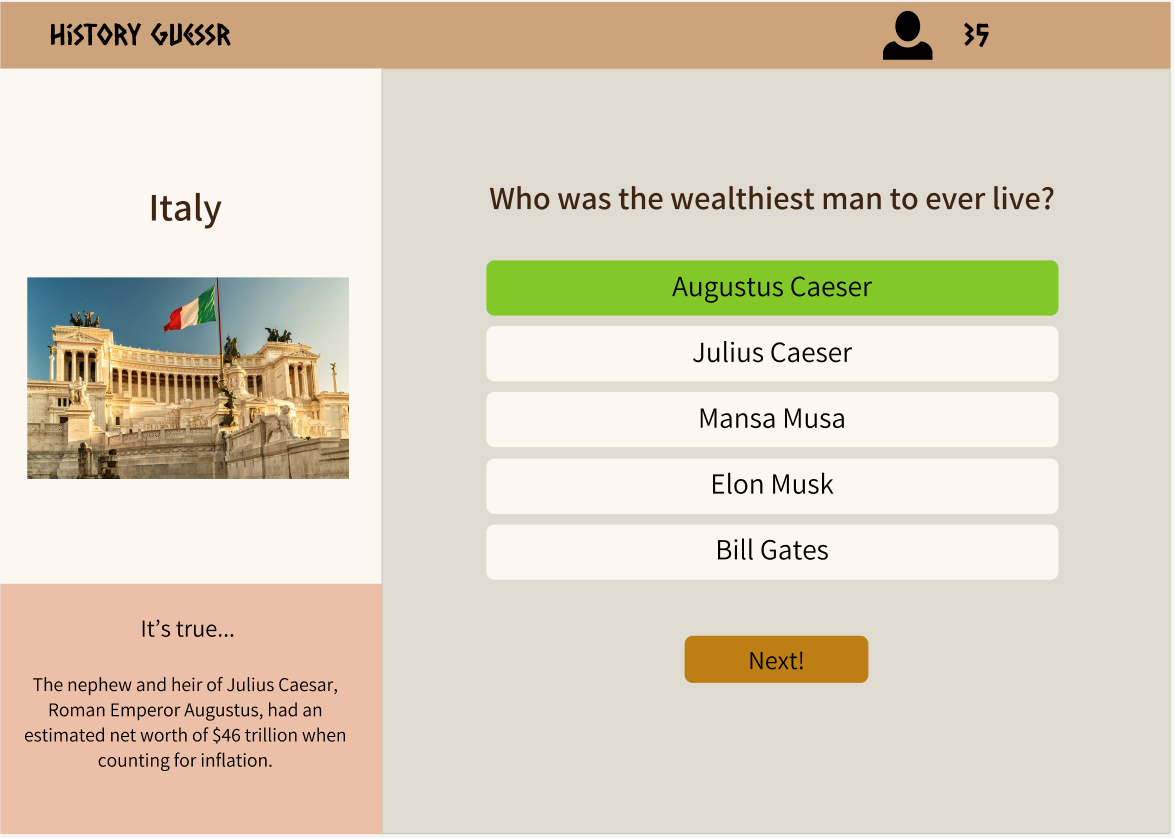 HiSTORY GUESSR
35
Italy
Who was the wealthiest man to ever live?
Augustus Caeser
Julius Caeser
Mansa Musa
Elon Musk
Bill Gates
Next!
It's true...
The nephew and heir of Julius Caesar,
Roman Emperor Augustus, had an
estimated net worth of $46 trillion when
counting for inflation.